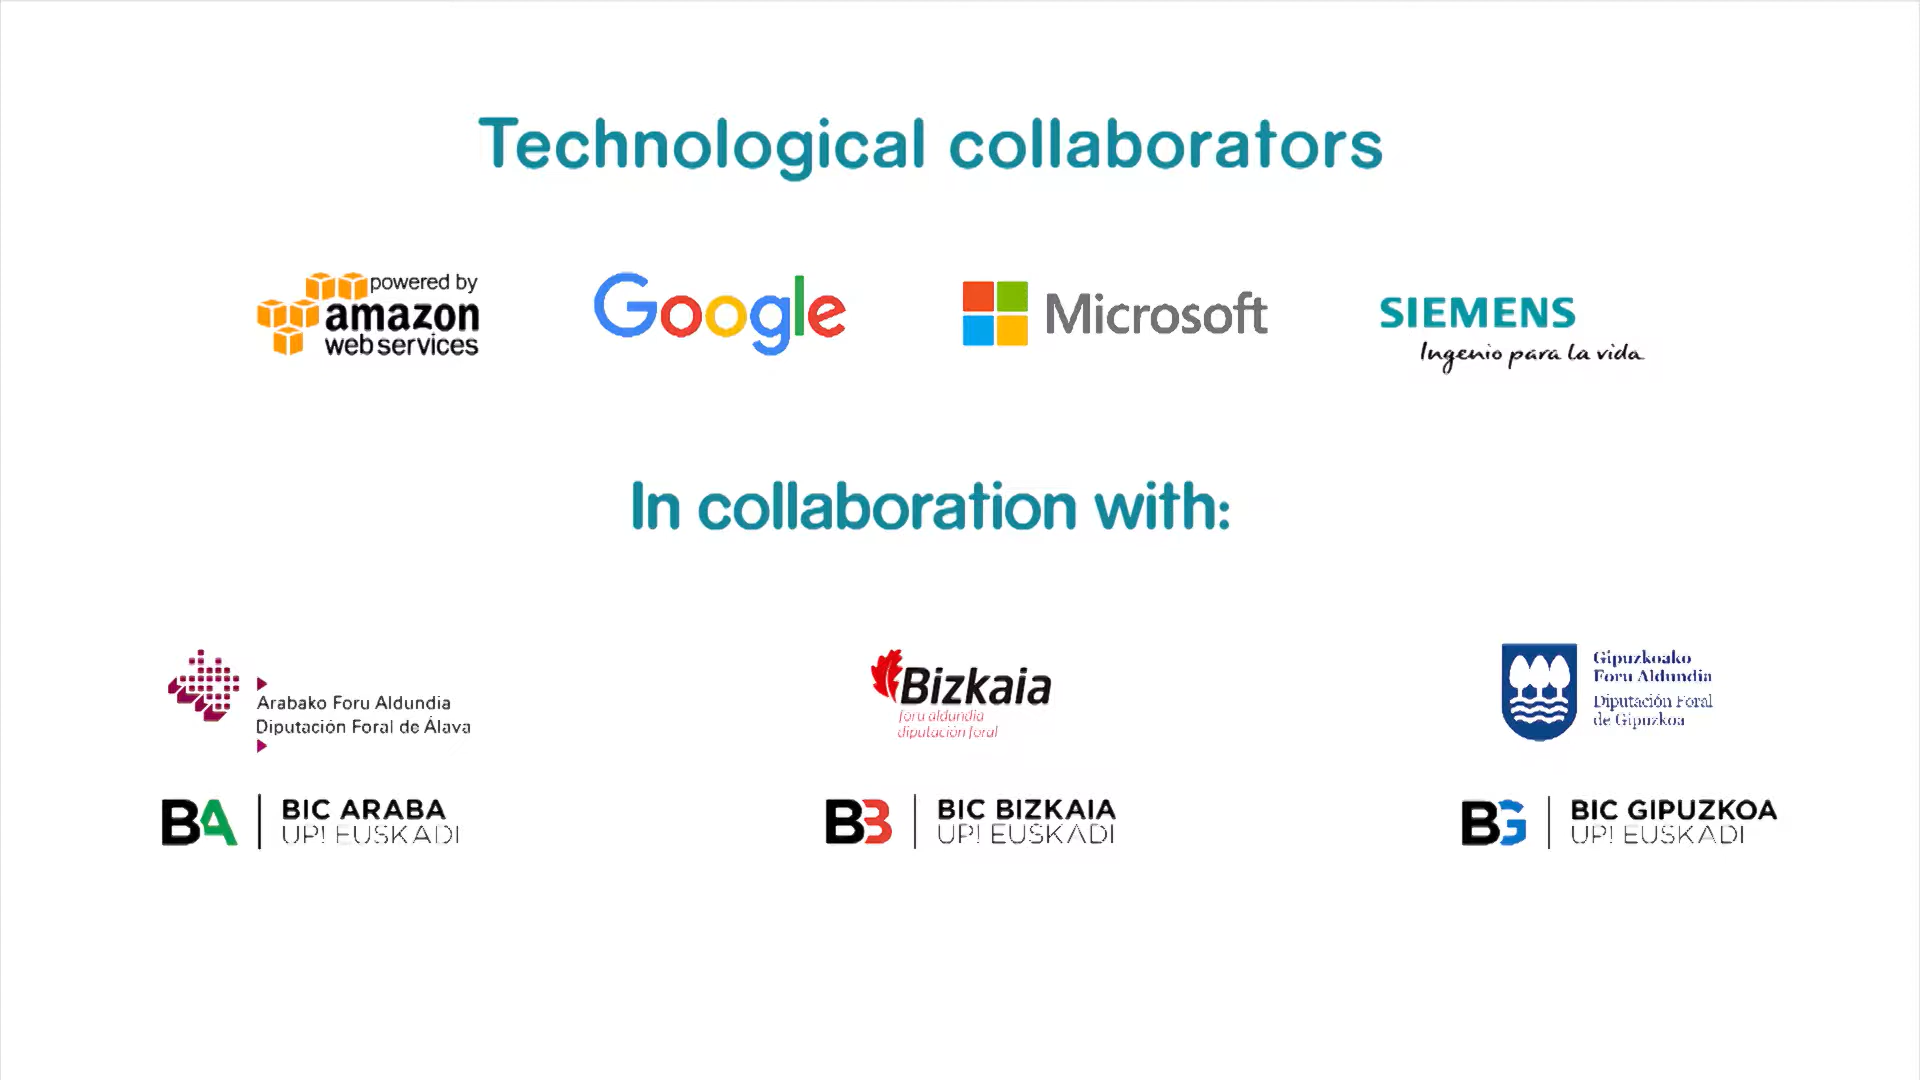 Technological collaborators
powered by
amazon
web services
Google
Microsoft
SIEMENS
Ingenio para la vida
In collaboration with:
Arabako Foru Aldundia
Diputación Foral de Álava
Bizkaia
foru aldundia
diputación foral
Gipuzkoako
Foru Aldundia
Diputación Foral
de Gipuzkoa
BA
BIC ARABA
UP! EUSKADI
BB
BIC BIZKAIA
UP! EUSKADI
BG
BIC GIPUZKOA
UP! EUSKADI